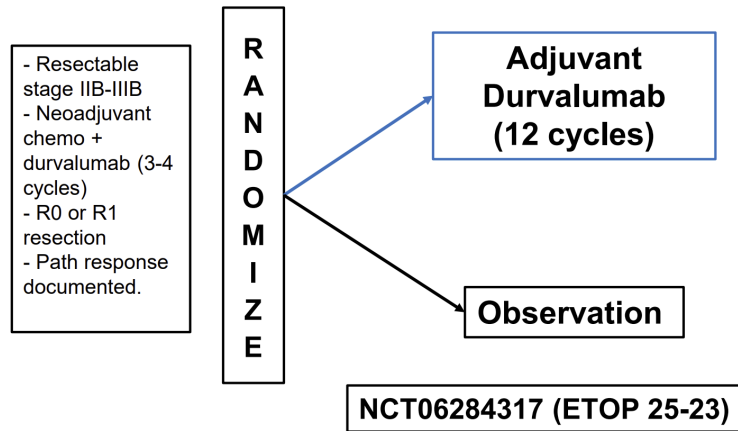 - Resectable
stage IIB-IIIB
- Neoadjuvant
chemo +
durvalumab (3-4
cycles)
- R0 or R1
resection
- Path response
documented.
R
A
N
D
O
M
I
Z
E
Adjuvant
Durvalumab
(12 cycles)
Observation
NCT06284317 (ETOP 25-23)